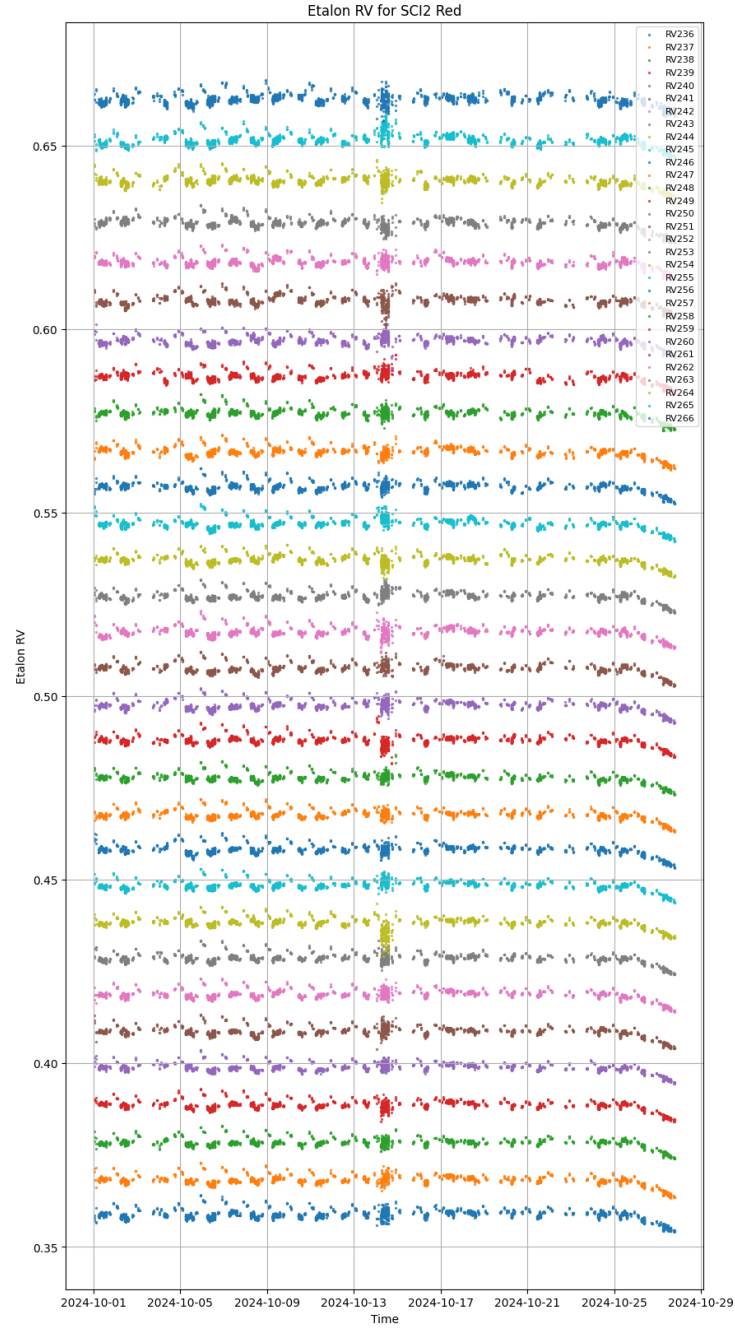 Etalon RV for SCI2 Red
RV236
RV237
RV238
RV239
RV240
RV241
RV242
RV243
RV244
RV245
RV246
RV247
RV248
RV249
RV250
RV251
RV252
RV253
RV254
RV255
RV256
RV257
RV258
RV259
RV260
RV261
RV262
RV263
RV264
RV265
RV266
0.65
0.60
0.55
0.50
0.45
0.40
0.35
Etalon RV
2024-10-01 2024-10-05 2024-10-09 2024-10-13 2024-10-17 2024-10-21 2024-10-25 2024-10-29
Time